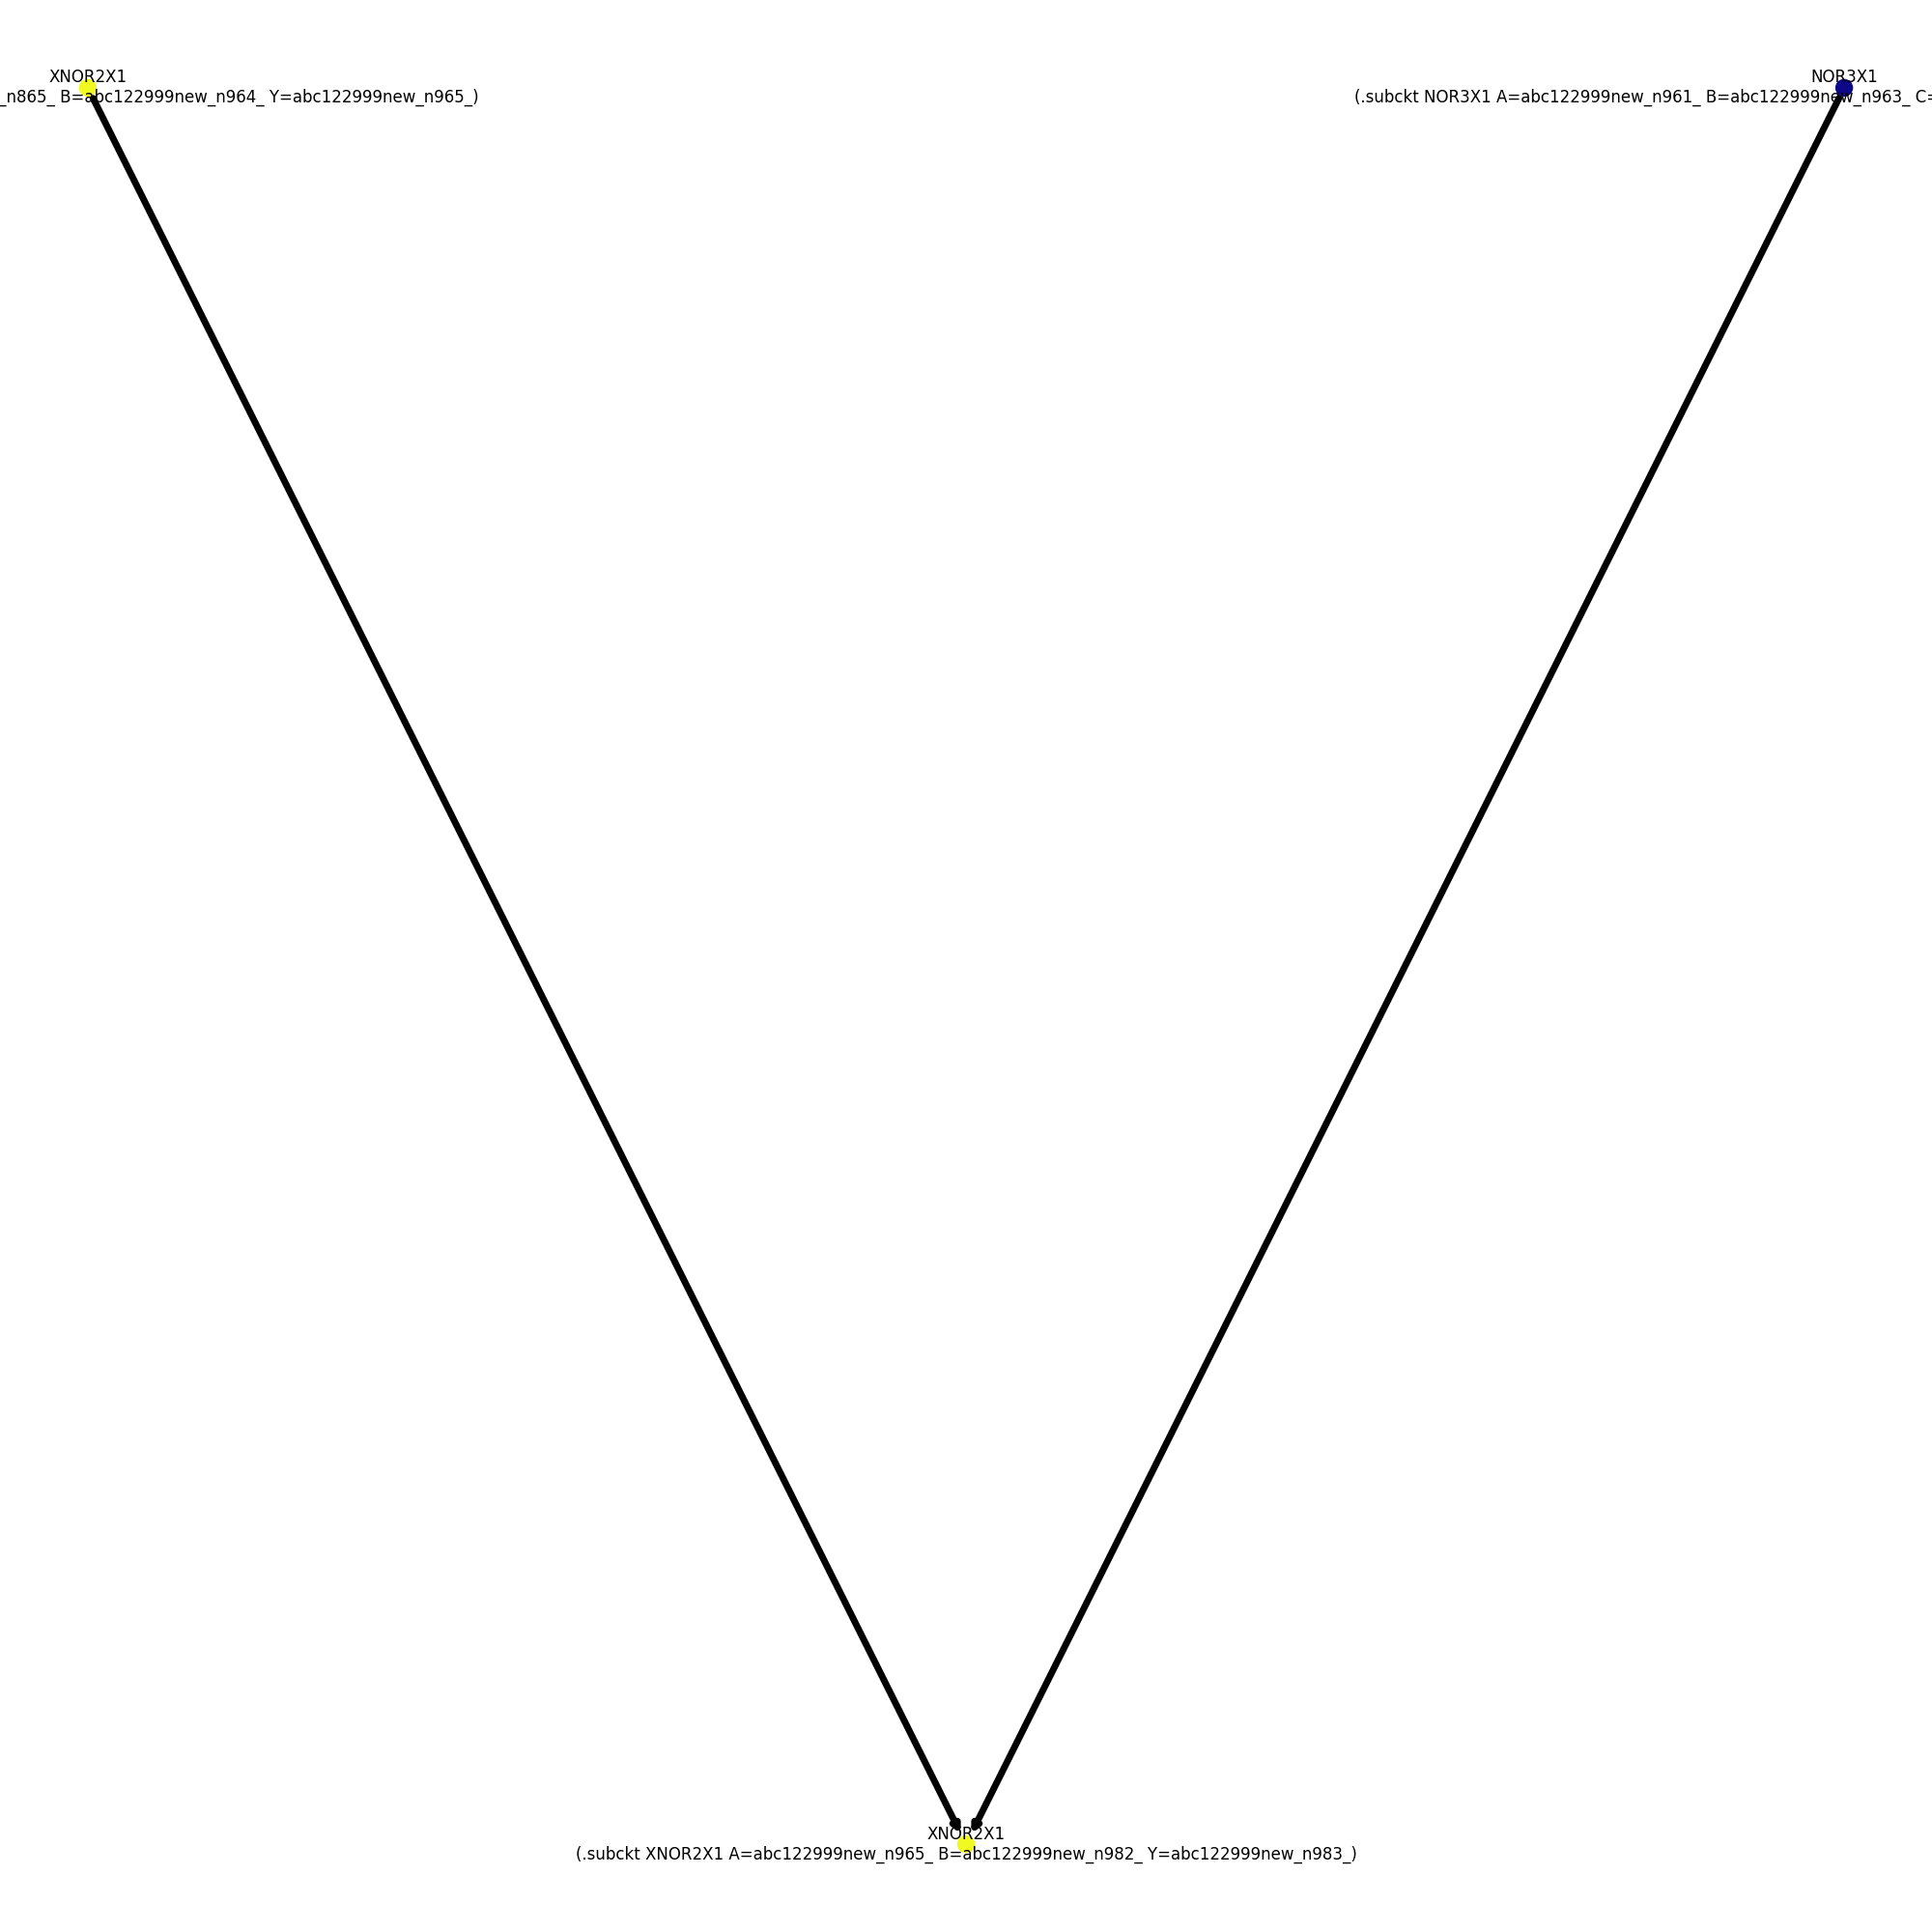 XNOR2X1
NOR3X1
_n865_ B=abc122999new_n964_ Y=abc122999new_n965_)
(.subckt NOR3X1 A=abc122999new_n961_ B=abc122999new_n963_ C=
XNOR2X1
(.subckt XNOR2X1 A=abc122999new_n965_ B=abc122999new_n982_ Y=abc122999new_n983_)